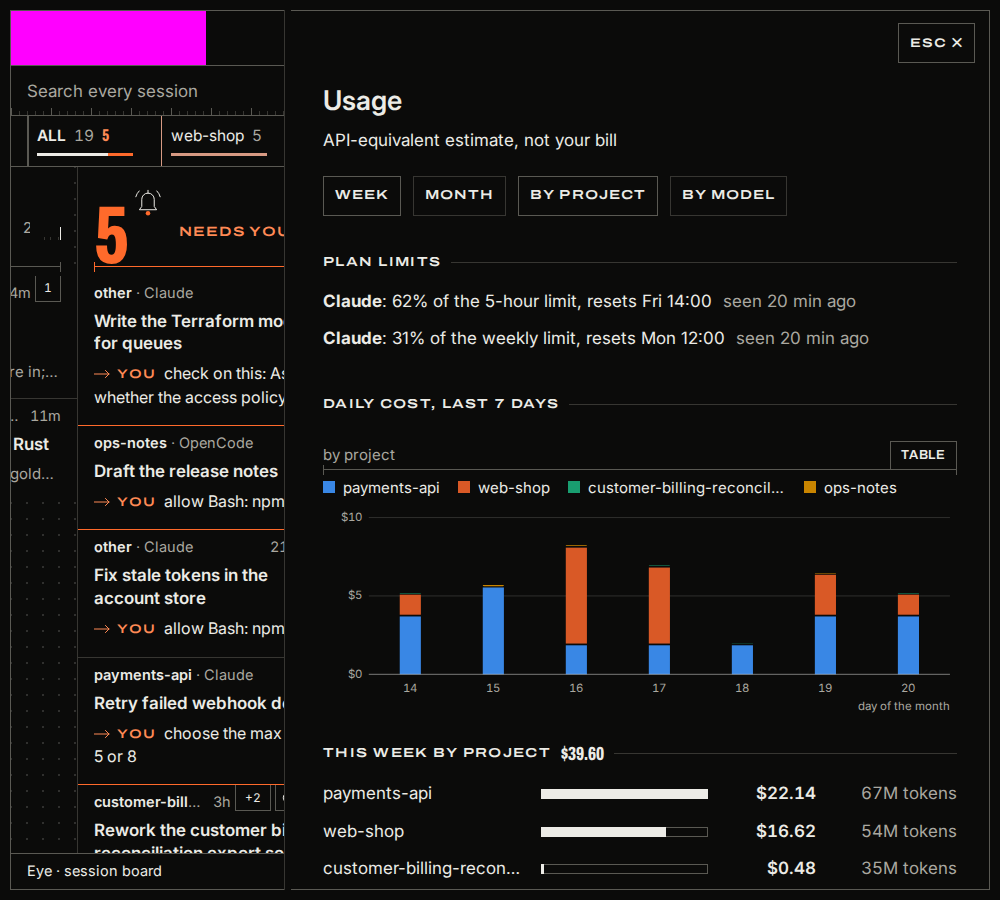 ESC ✕
Search every session
ALL 19 5
web-shop 5
5
NEEDS YOU
4m 1
re in;...
11m
Rust
gold...
other · Claude
Write the Terraform
for queues
→ YOU check on this:
whether the access policy
ops-notes · OpenCode
Draft the release notes
→ YOU allow Bash: npm
other · Claude 21
Fix stale tokens in the
account store
→ YOU allow Bash: npm
payments-api · Claude
Retry failed webhook
→ YOU choose the max
5 or 8
customer-bill... 3h +2
Rework the customer
reconciliation export
Eye · session board
Usage
API-equivalent estimate, not your bill
WEEK MONTH BY PROJECT BY MODEL
PLAN LIMITS
Claude: 62% of the 5-hour limit, resets Fri 14:00 seen 20 min ago
Claude: 31% of the weekly limit, resets Mon 12:00 seen 20 min ago
DAILY COST, LAST 7 DAYS
by project TABLE
payments-api web-shop customer-billing-reconcil... ops-notes
$10
$5
$0
14 15 16 17 18 19 20
day of the month
THIS WEEK BY PROJECT $39.60
payments-api $22.14 67M tokens
web-shop $16.62 54M tokens
customer-billing-recon... $0.48 35M tokens